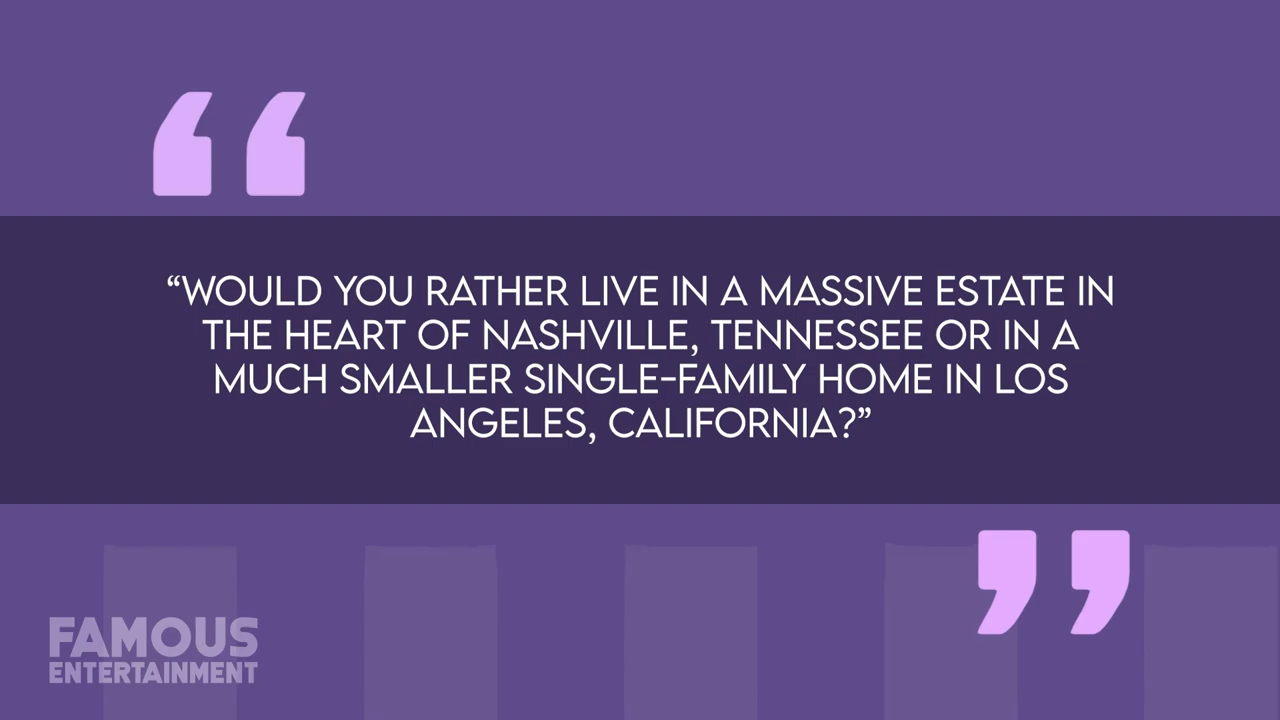 “WOULD YOU RATHER LIVE IN A MASSIVE ESTATE IN
THE HEART OF NASHVILLE, TENNESSEE OR IN A
MUCH SMALLER SINGLE-FAMILY HOME IN LOS
ANGELES, CALIFORNIA?”
FAMOUS
ENTERTAINMENT